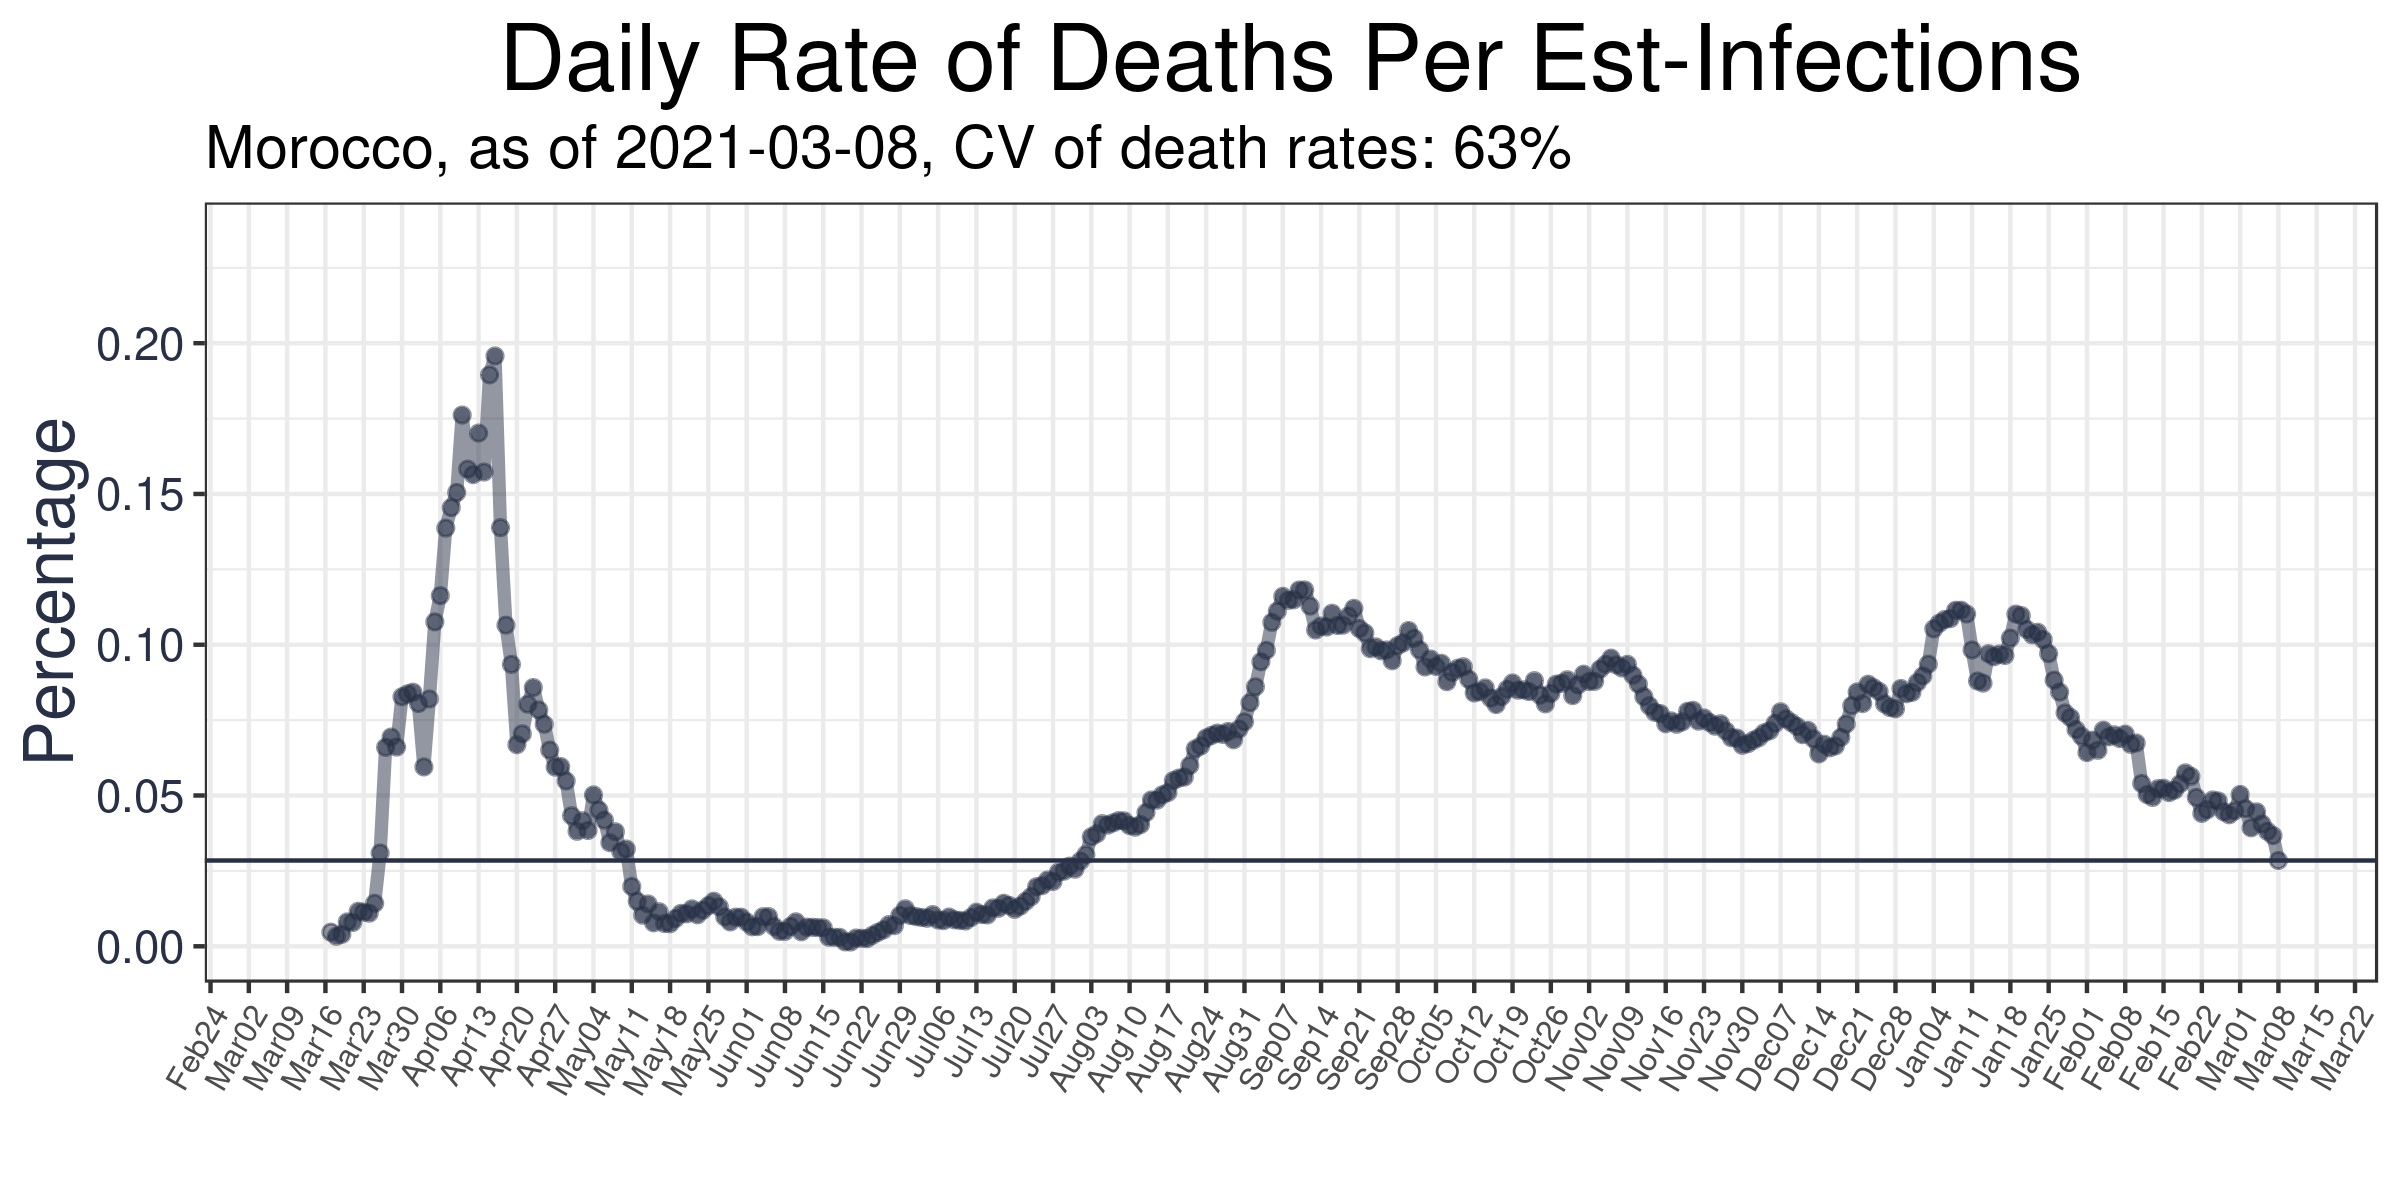 Daily Rate of Deaths Per Est-Infections
Morocco, as of 2021-03-08, CV of death rates: 63%
Percentage
0.20
0.15
0.10
0.05
0.00
Feb24
Mar02
Mar09
Mar16
Mar23
Mar30
Apr06
Apr13
Apr20
Apr27
May04
May11
May18
May25
Jun01
Jun08
Jun15
Jun22
Jun29
Jul06
Jul13
Jul20
Jul27
Aug03
Aug10
Aug17
Aug24
Aug31
Sep07
Sep14
Sep21
Sep28
Oct05
Oct12
Oct19
Oct26
Nov02
Nov09
Nov16
Nov23
Nov30
Dec07
Dec14
Dec21
Dec28
Jan04
Jan11
Jan18
Jan25
Feb01
Feb08
Feb15
Feb22
Mar01
Mar08
Mar15
Mar22